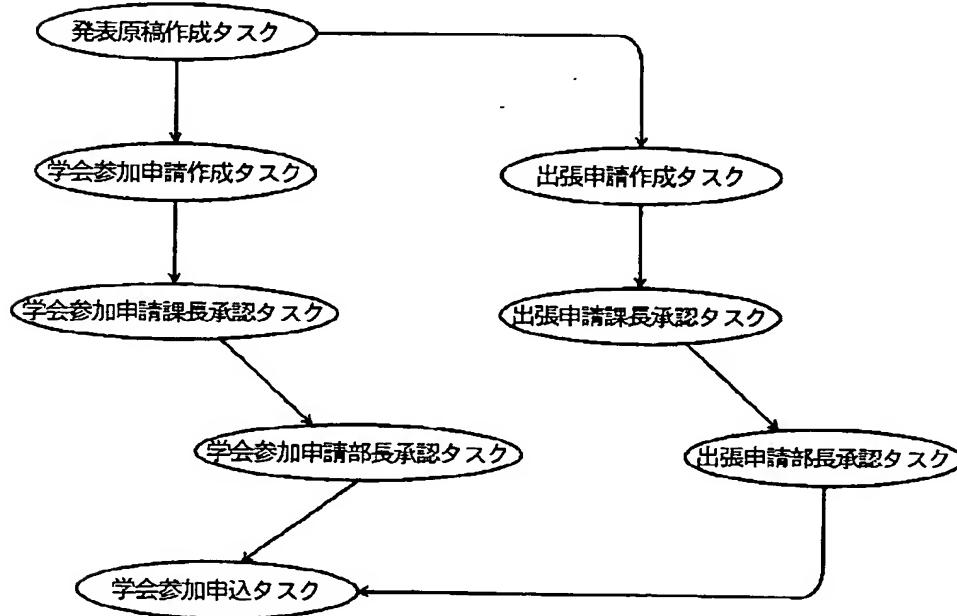 発表原稿作成タスク
学会参加申請作成タスク
出張申請作成タスク
学会参加申請課長承認タスク
出張申請課長承認タスク
学会参加申請部長承認タスク
出張申請部長承認タスク
学会参加申込タスク